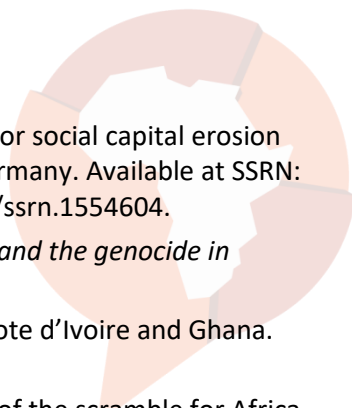 or social capital erosion
rmany. Available at SSRN:
/ssrn.1554604.
and the genocide in
ote d’Ivoire and Ghana.
of the scramble for Africa